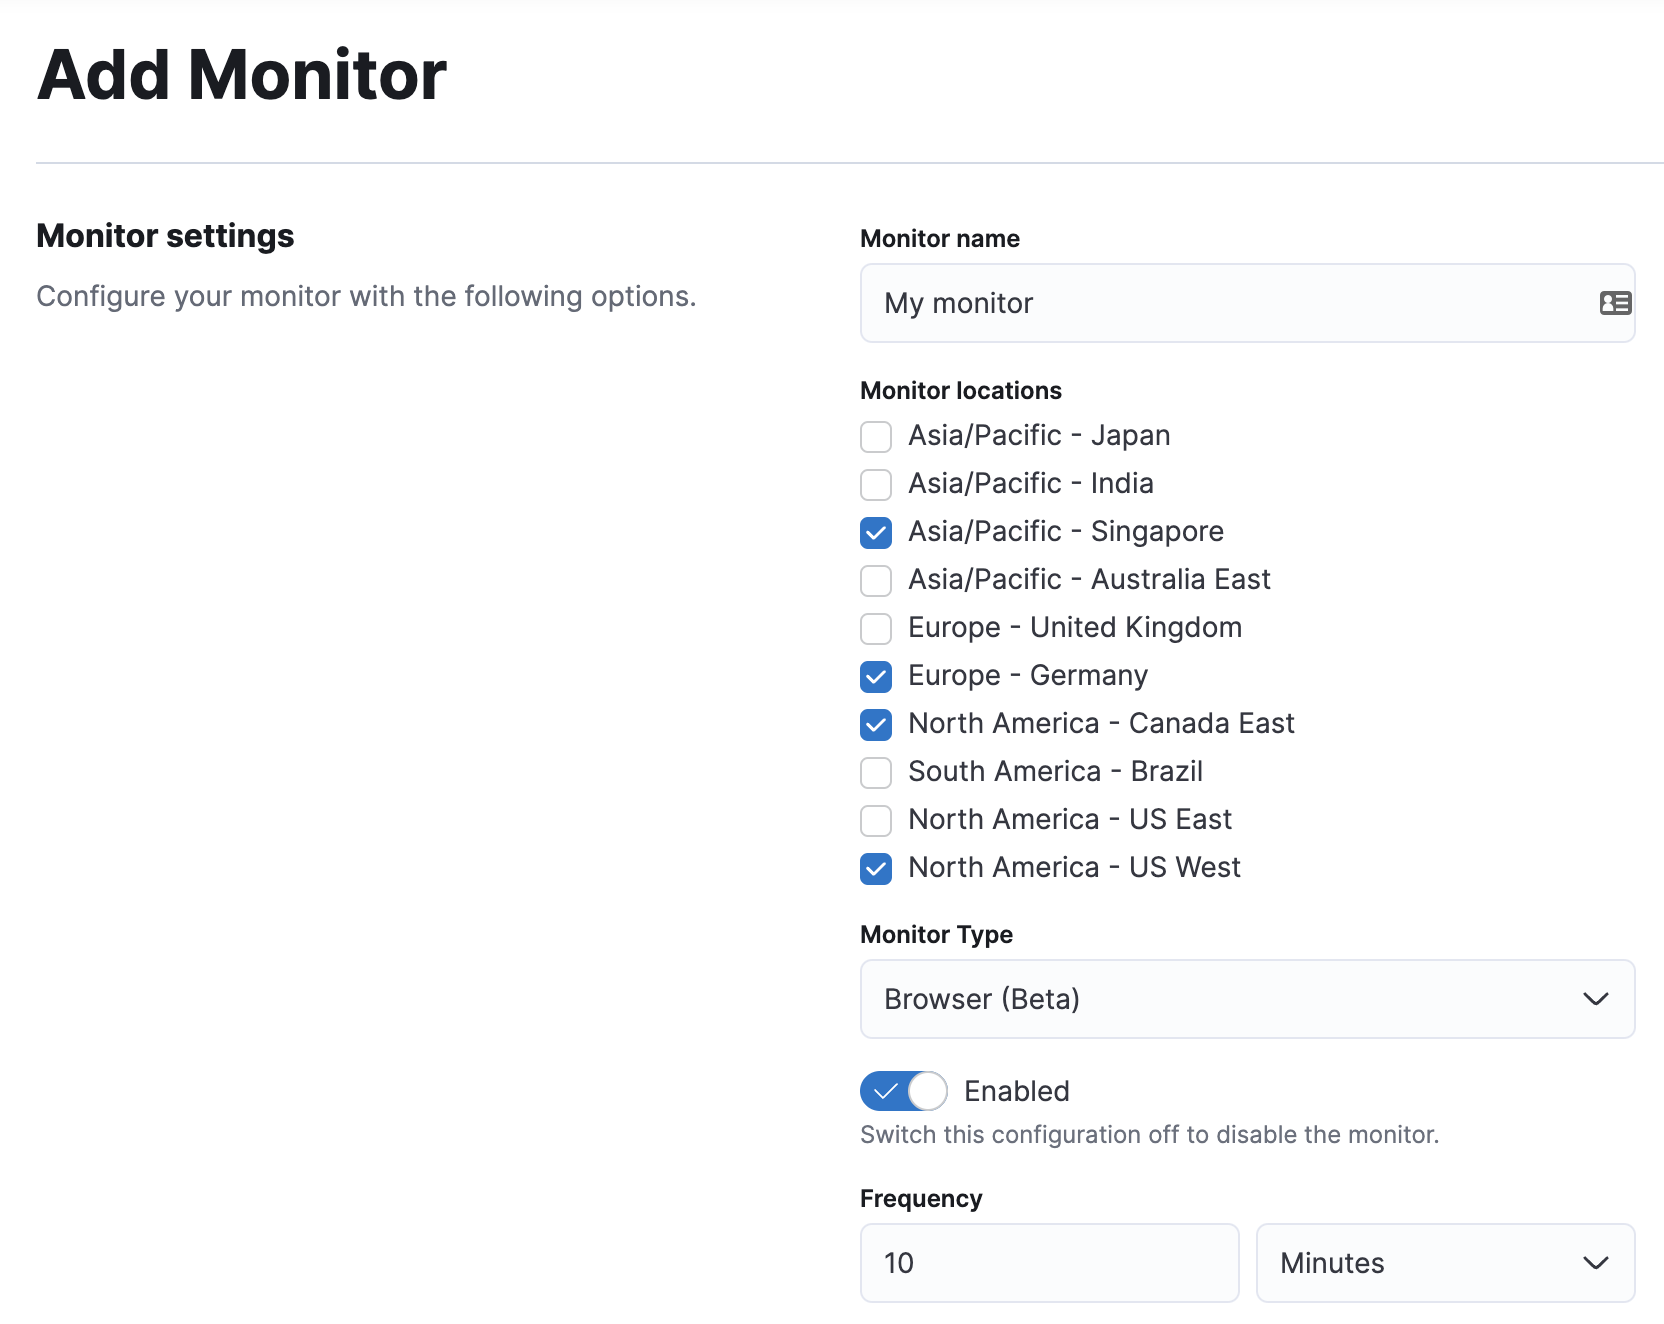 Add Monitor
Monitor settings
Configure your monitor with the following options.
Monitor name
My monitor
Monitor locations
Asia/Pacific - Japan
Asia/Pacific - India
Asia/Pacific - Singapore
Asia/Pacific - Australia East
Europe - United Kingdom
Europe - Germany
North America - Canada East
South America - Brazil
North America - US East
North America - US West
Monitor Type
Browser (Beta)
Enabled
Switch this configuration off to disable the monitor.
Frequency
10
Minutes